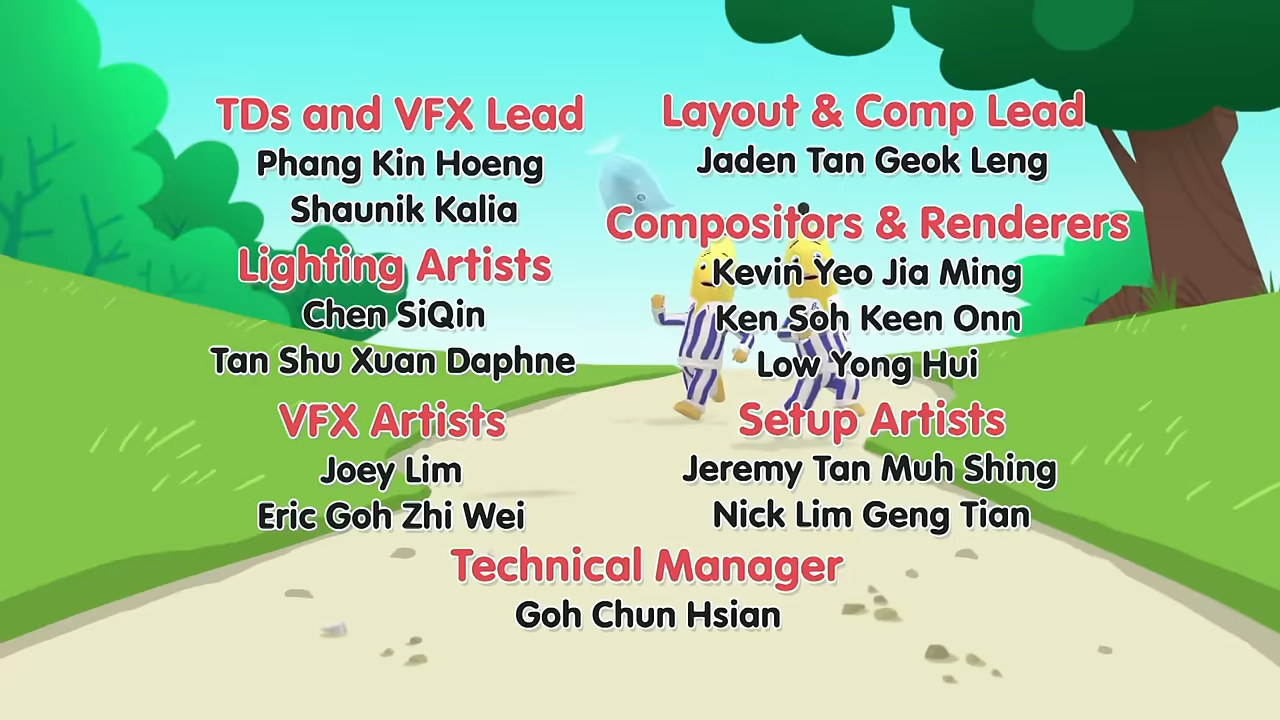 TDs and VFX Lead
Phang Kin Hoeng
Shaunik Kalia
Lighting Artists
Chen SiQin
Tan Shu Xuan Daphne
VFX Artists
Joey Lim
Eric Goh Zhi Wei
Layout & Comp Lead
Jaden Tan Geok Leng
Compositors & Renderers
Kevin Yeo Jia Ming
Ken Soh Keen Onn
Low Yong Hui
Setup Artists
Jeremy Tan Muh Shing
Nick Lim Geng Tian
Technical Manager
Goh Chun Hsian